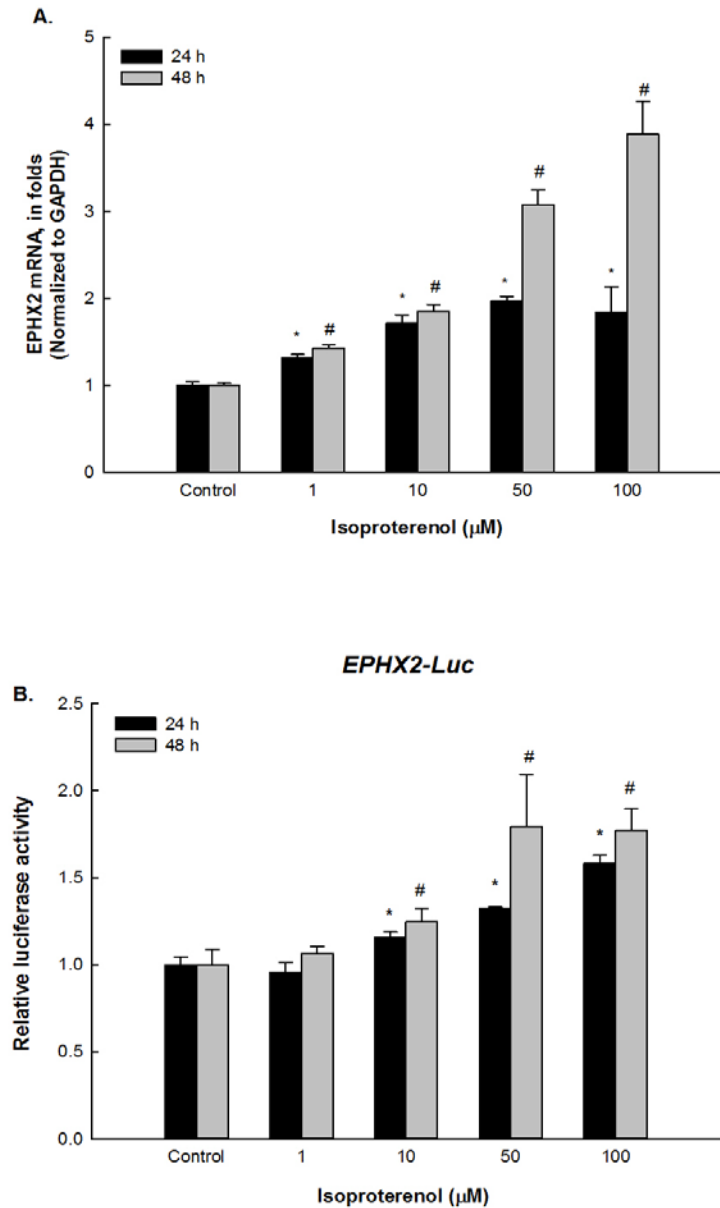 A.
5
4
3
2
1
0
EPHX2 mRNA, in folds
(Normalized to GAPDH)
24 h
48 h
* # * # * # * #
Control 1 10 50 100
Isoproterenol (μM)
EPHX2-Luc
B.
2.5
2.0
1.5
1.0
0.5
0.0
Relative luciferase activity
24 h
48 h
* # * # * #
Control 1 10 50 100
Isoproterenol (μM)